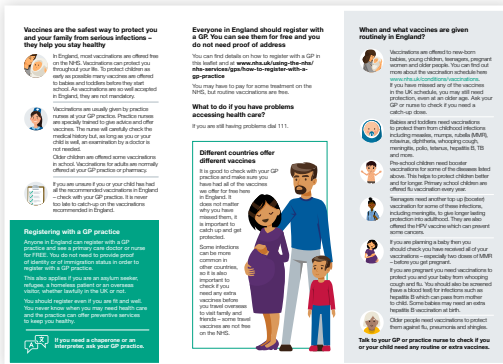 Vaccines are the safest way to protect you
and your family from serious infections –
they help you stay healthy
In England, most vaccinations are offered free
on the NHS. Vaccinations can protect you
throughout your life. To protect children as
early as possible many vaccines are offered
to babies and toddlers before they start
school. As vaccinations are so well accepted
in England, they are not mandatory.
Vaccinations are usually given by practice
nurses at your GP practice. Practice nurses
are specially trained to give advice and offer
vaccines. The nurse will carefully check the
medical history but, as long as you or your
child is well, an examination by a doctor is
not needed.
Older children are offered some vaccinations
in school. Vaccinations for adults are normally
offered at your GP practice or pharmacy.
If you are unsure if you or your child has had
all the recommended vaccinations in England
– check with your GP practice. It is never
too late to catch-up on the vaccinations
recommended in England.
Registering with a GP practice
Anyone in England can register with a GP
practice and see a primary care doctor or nurse
for FREE. You do not need to provide proof
of identity or of immigration status in order to
register with a GP practice.
This also applies if you are an asylum seeker,
refugee, a homeless patient or an overseas
visitor, whether lawfully in the UK or not.
You should register even if you are fit and well.
You never know when you may need health care
and the practice can offer preventive services
to keep you healthy.
If you need a chaperone or an
interpreter, ask your GP practice.
Everyone in England should register with
a GP. You can see them for free and you
do not need proof of address
You can find details on how to register with a GP in
this leaflet and at www.nhs.uk/using-the-nhs/
nhs-services/gps/how-to-register-with-a-
gp-practice
You may have to pay for some treatment on the
NHS, but routine vaccinations are free.
What to do if you have problems
accessing health care?
If you are still having problems dial 111.
Different countries offer
different vaccines
It is good to check with your GP
practice and make sure you
have had all of the vaccines
we offer for free here
in England. It
does not matter
why you have
missed them, it
is important to
catch up and get
protected.
Some infections
can be more
common in
other countries,
so it is also
important to
check if you
need any extra
vaccines before
you travel overseas
to visit family and
friends – some travel
vaccines are not free
on the NHS.
When and what vaccines are given
routinely in England?
Vaccinations are offered to new-born
babies, young children, teenagers, pregnant
women and older people. You can find out
more about the vaccination schedule here
www.nhs.uk/conditions/vaccinations.
If you have missed any of the vaccines
in the UK schedule, you may still need
protection, even at an older age. Ask your
GP or nurse to check if you need a
catch-up dose.
Babies and toddlers need vaccinations
to protect them from childhood infections
including measles, mumps, rubella (MMR),
rotavirus, diphtheria, whooping cough,
meningitis, polio, tetanus, hepatitis B, TB
and more.
Pre-school children need booster
vaccinations for some of the diseases listed
above. This helps to protect children better
and for longer. Primary school children are
offered flu vaccination every year.
Teenagers need another top up (booster)
vaccination for some of these infections,
including meningitis, to give longer lasting
protection into adulthood. They are also
offered the HPV vaccine which can prevent
some cancers.
If you are planning a baby then you
should check you have received all of your
vaccinations – especially two doses of MMR
– before you get pregnant.
If you are pregnant you need vaccinations to
protect you and your baby from whooping
cough and flu. You should also be screened
(have a blood test) for infections such as
hepatitis B which can pass from mother
to child. Some babies may need an extra
hepatitis B vaccination at birth.
Older people need vaccinations to protect
them against flu, pneumonia and shingles.
Talk to your GP or practice nurse to check if you
or your child need any routine or extra vaccines.